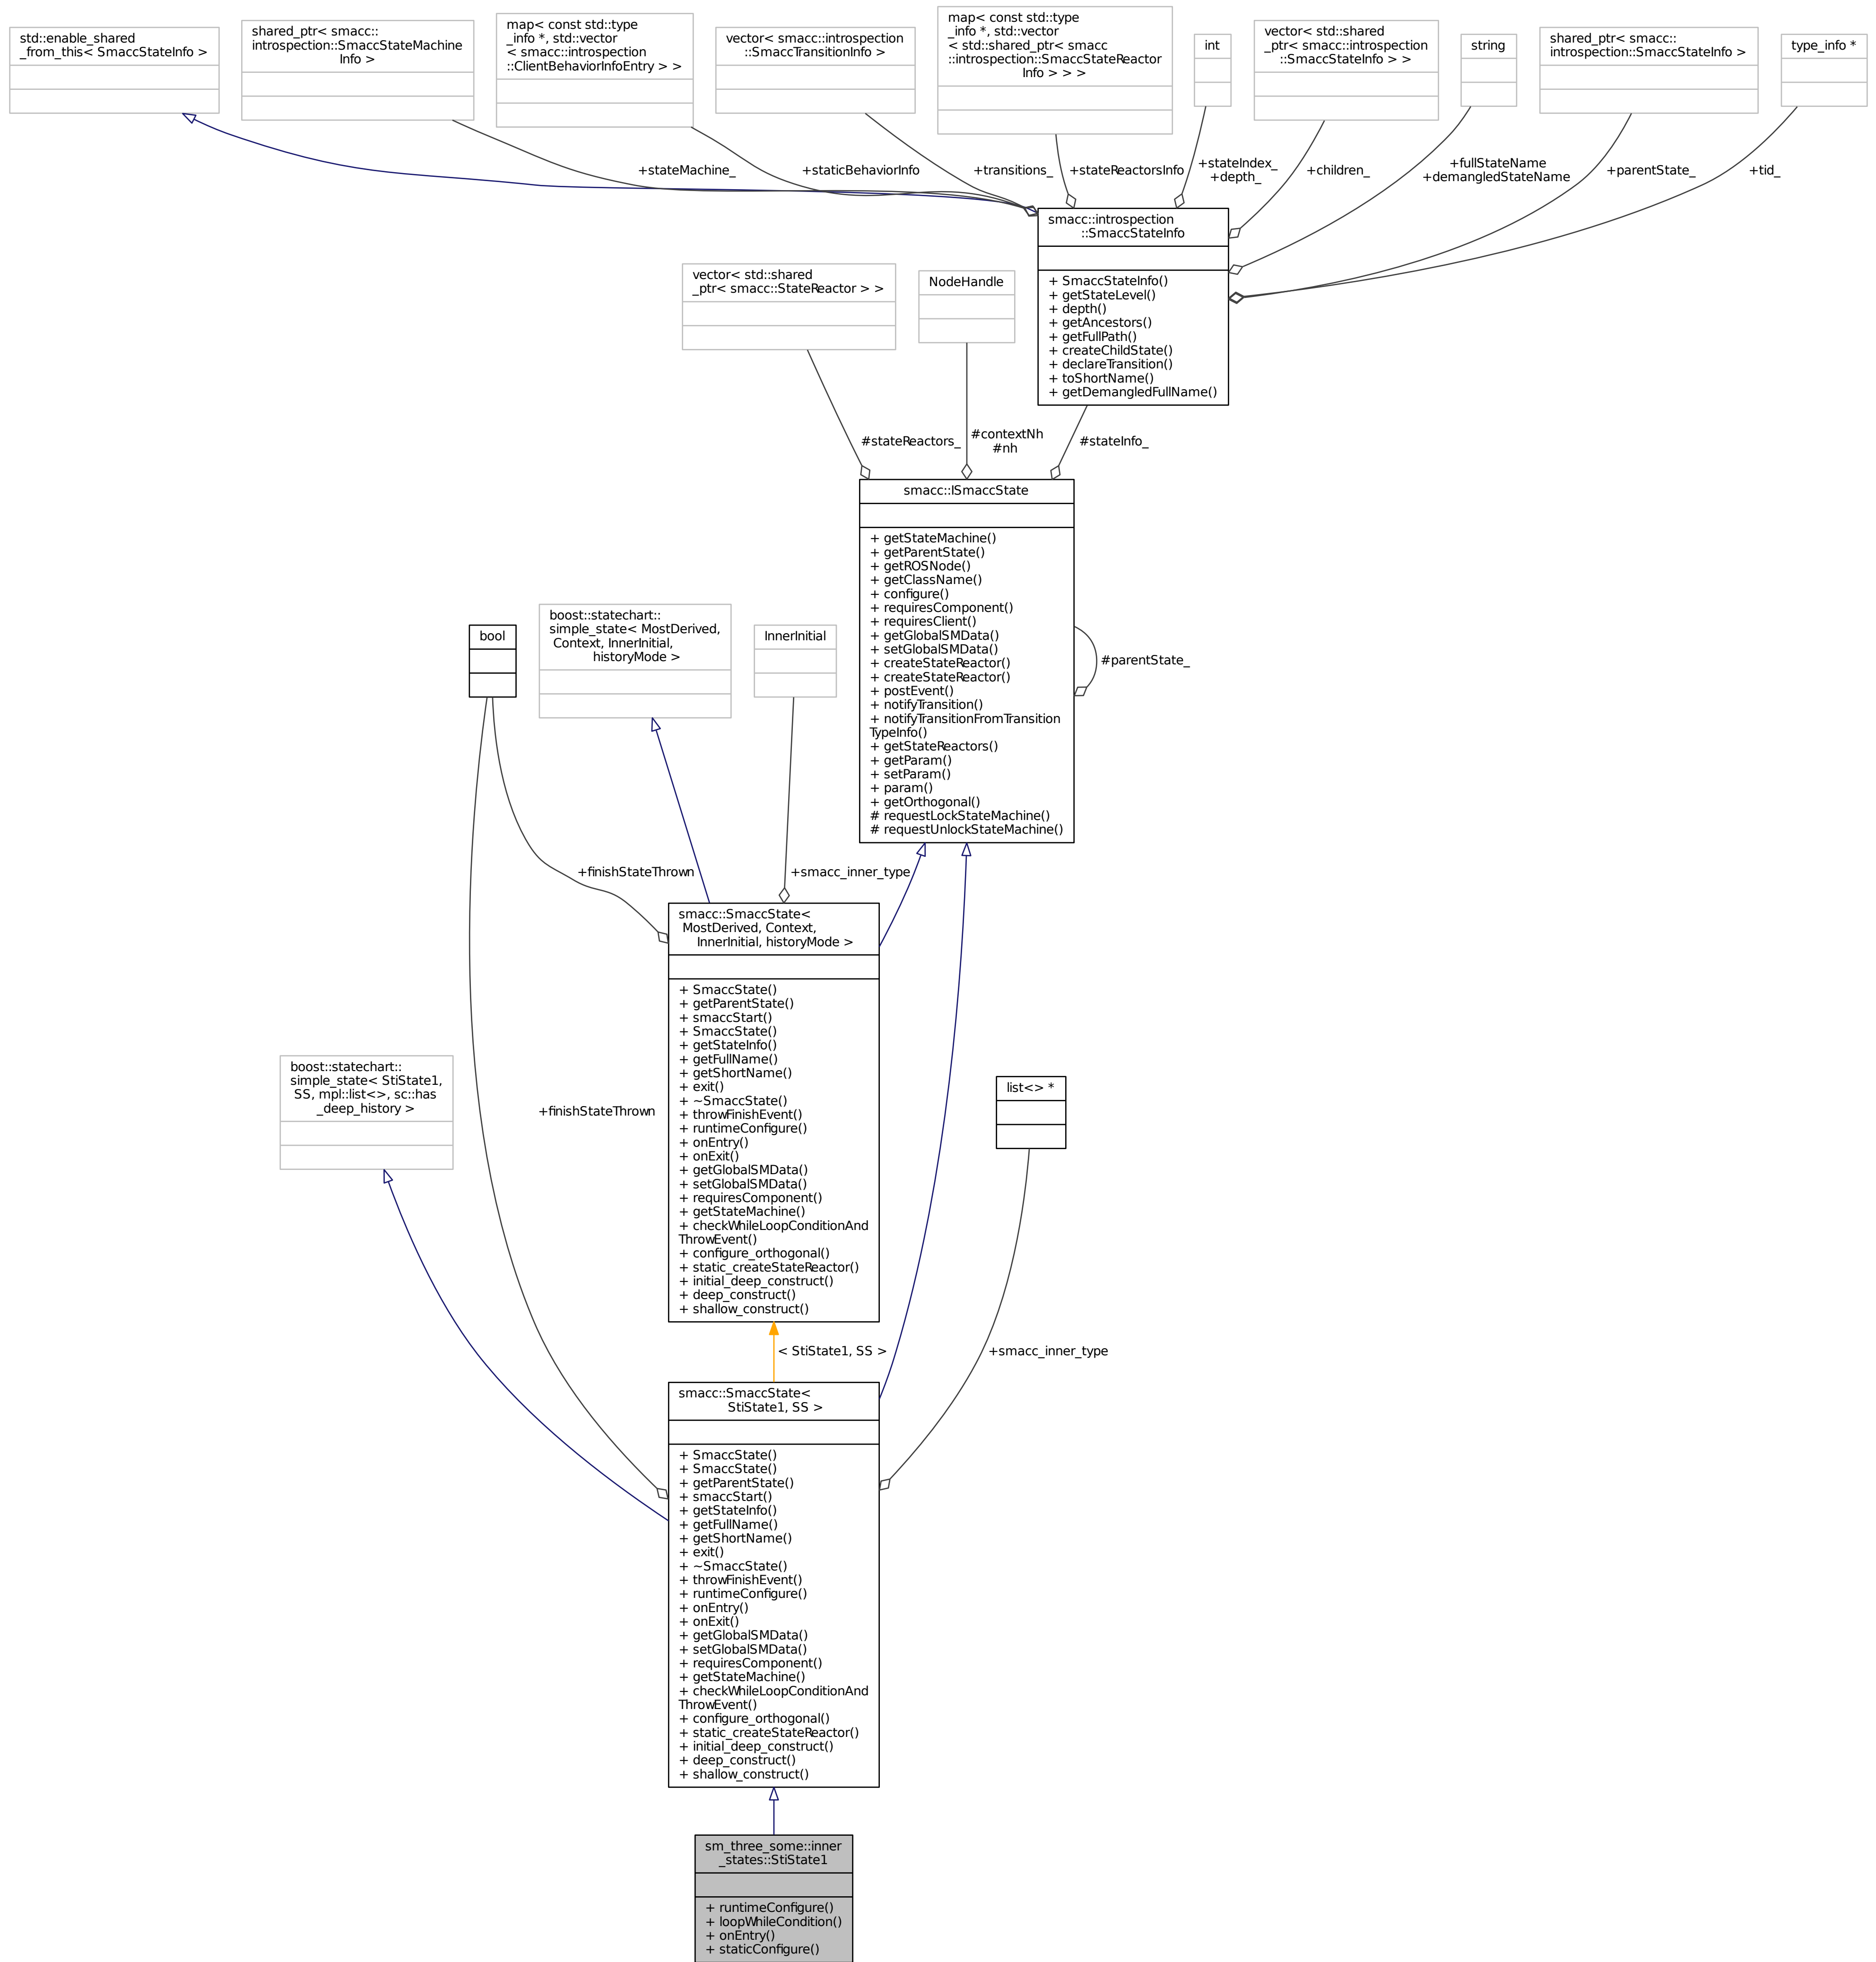 std::enable_shared
_from_this< SmaccStateInfo >
shared_ptr< smacc::
introspection::SmaccStateMachine
Info >
map< const std::type
_info *, std::vector
< smacc::introspection
::ClientBehaviorInfoEntry > >
vector< smacc::introspection
::SmaccTransitionInfo >
map< const std::type
_info *, std::vector
< std::shared_ptr< smacc
::introspection::SmaccStateReactor
Info > > >
int
vector< std::shared
_ptr< smacc::introspection
::SmaccStateInfo > >
string
shared_ptr< smacc::
introspection::SmaccStateInfo >
type_info *
+stateMachine_
+staticBehaviorInfo
+transitions_
+stateReactorsInfo
+stateIndex_
+depth_
+children_
+fullStateName
+demangledStateName
+parentState_
+tid_
smacc::introspection
::SmaccStateInfo
+ SmaccStateInfo()
+ getStateLevel()
+ depth()
+ getAncestors()
+ getFullPath()
+ createChildState()
+ declareTransition()
+ toShortName()
+ getDemangledFullName()
vector< std::shared
_ptr< smacc::StateReactor > >
NodeHandle
#stateReactors_
#contextNh
#nh
#stateInfo_
smacc::ISmaccState
+ getStateMachine()
+ getParentState()
+ getROSNode()
+ getClassName()
+ configure()
+ requiresComponent()
+ requiresClient()
+ getGlobalSMData()
+ setGlobalSMData()
+ createStateReactor()
+ createStateReactor()
+ postEvent()
+ notifyTransition()
+ notifyTransitionFromTransition
TypeInfo()
+ getStateReactors()
+ getParam()
+ setParam()
+ param()
+ getOrthogonal()
# requestLockStateMachine()
# requestUnlockStateMachine()
#parentState_
bool
boost::statechart::
simple_state< MostDerived,
Context, InnerInitial,
historyMode >
InnerInitial
+finishStateThrown
+smacc_inner_type
smacc::SmaccState<
MostDerived, Context,
InnerInitial, historyMode >
+ SmaccState()
+ getParentState()
+ smaccStart()
+ SmaccState()
+ getStateInfo()
+ getFullName()
+ getShortName()
+ exit()
+ ~SmaccState()
+ throwFinishEvent()
+ runtimeConfigure()
+ onEntry()
+ onExit()
+ getGlobalSMData()
+ setGlobalSMData()
+ requiresComponent()
+ getStateMachine()
+ checkWhileLoopConditionAnd
ThrowEvent()
+ configure_orthogonal()
+ static_createStateReactor()
+ initial_deep_construct()
+ deep_construct()
+ shallow_construct()
boost::statechart::
simple_state< StiState1,
SS, mpl::list<>, sc::has
_deep_history >
+finishStateThrown
list<> *
< StiState1, SS >
+smacc_inner_type
smacc::SmaccState<
StiState1, SS >
+ SmaccState()
+ SmaccState()
+ getParentState()
+ smaccStart()
+ getStateInfo()
+ getFullName()
+ getShortName()
+ exit()
+ ~SmaccState()
+ throwFinishEvent()
+ runtimeConfigure()
+ onEntry()
+ onExit()
+ getGlobalSMData()
+ setGlobalSMData()
+ requiresComponent()
+ getStateMachine()
+ checkWhileLoopConditionAnd
ThrowEvent()
+ configure_orthogonal()
+ static_createStateReactor()
+ initial_deep_construct()
+ deep_construct()
+ shallow_construct()
sm_three_some::inner
_states::StiState1
+ runtimeConfigure()
+ loopWhileCondition()
+ onEntry()
+ staticConfigure()